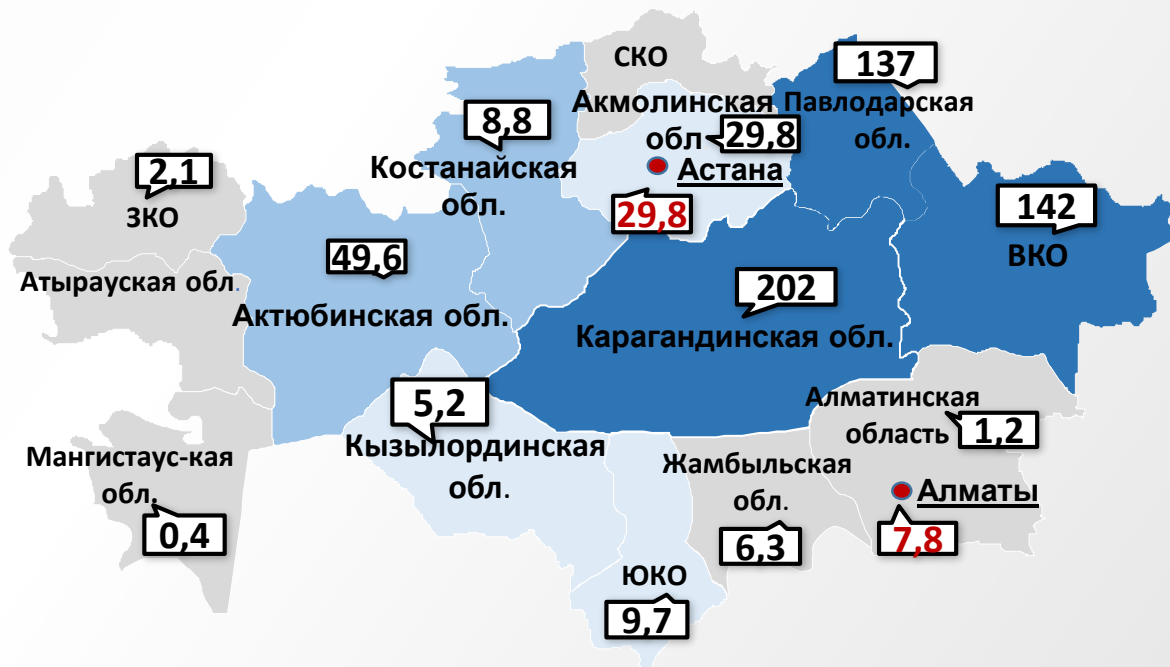 СКО
137
Акмолинская
обл
29,8
Павлодарская
обл.
8,8
Костанайская
обл.
Астана
29,8
2,1
ЗКО
142
ВКО
49,6
Атырауская обл.
Актюбинская обл.
202
Карагандинская обл.
5,2
Кызылординская
обл.
Алматинская
область
1,2
Мангистаус-кая
обл.
0,4
Жамбыльская
обл.
6,3
Алматы
7,8
ЮКО
9,7